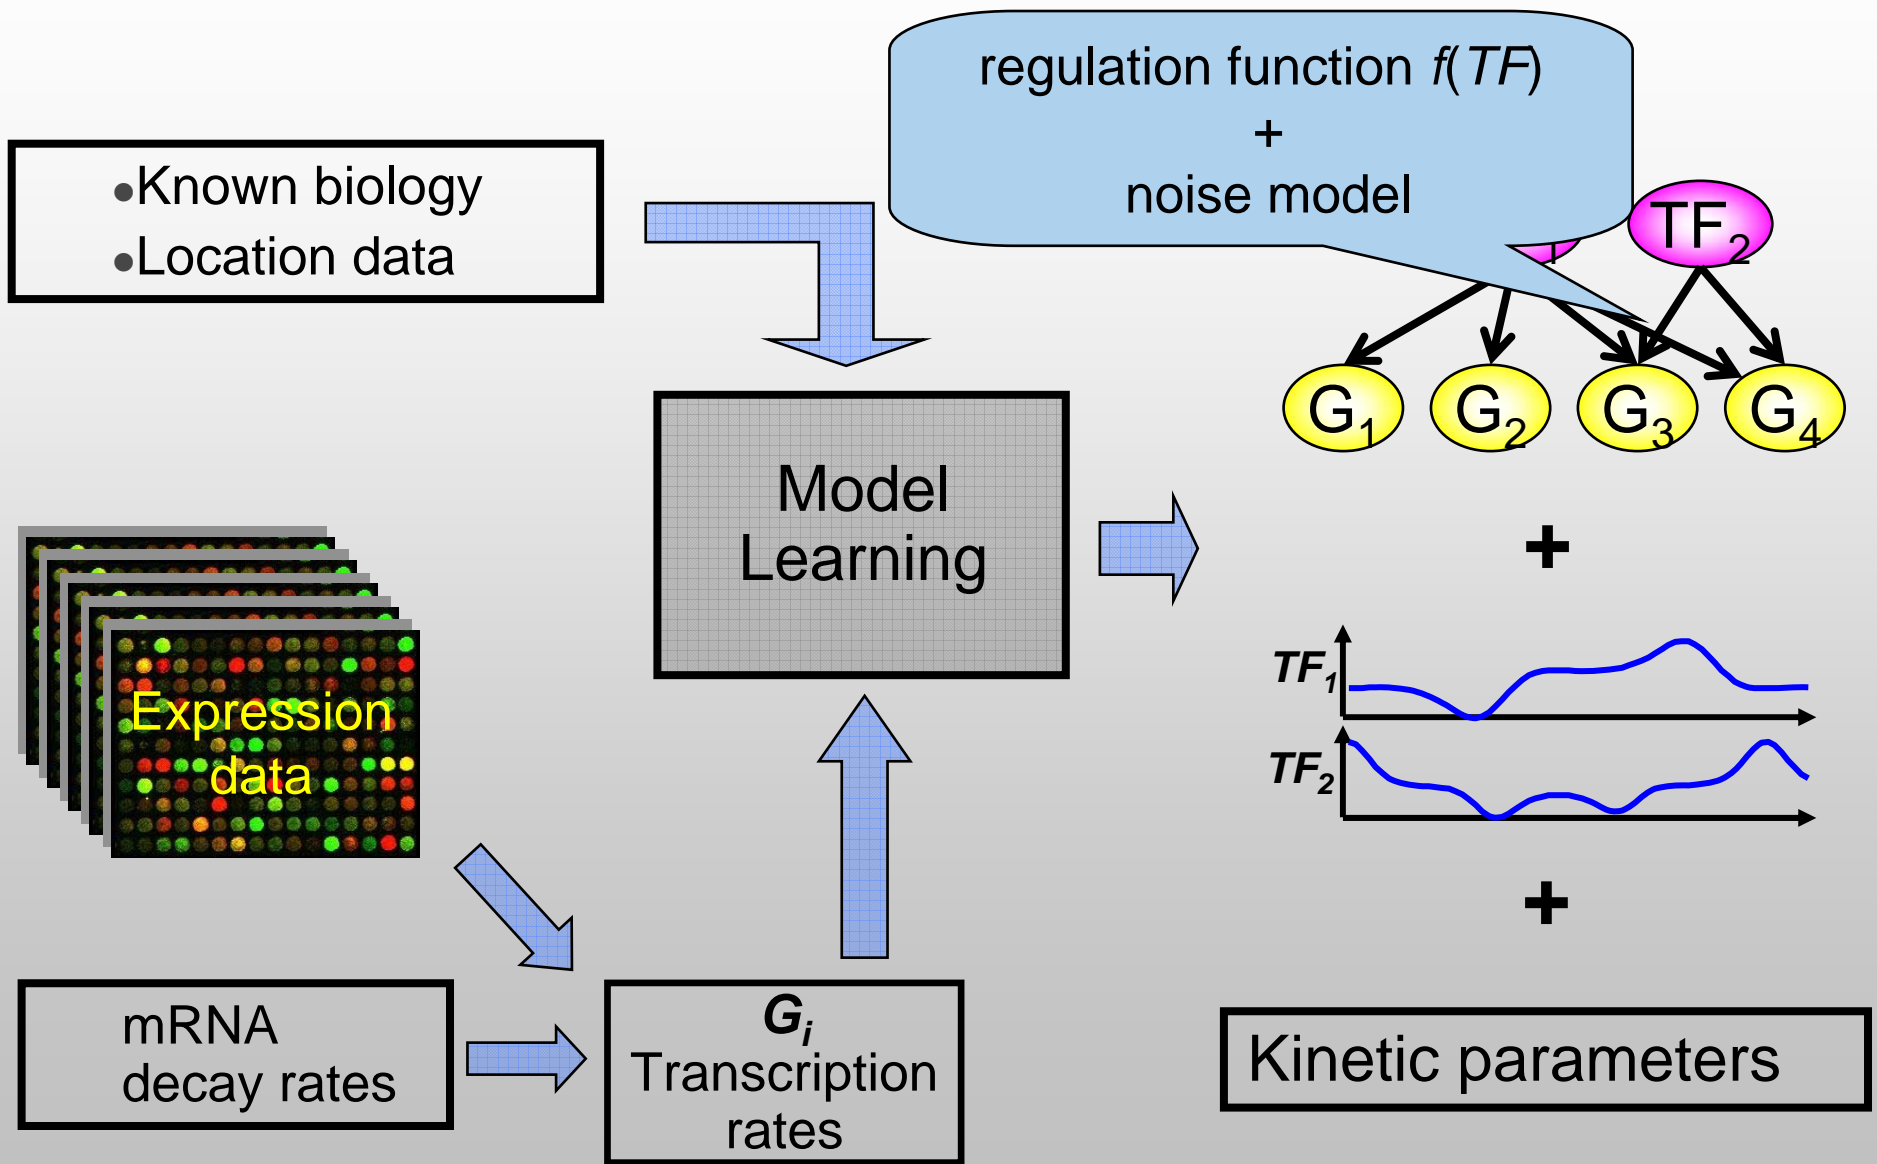 regulation function f(TF)
+
noise model
●Known biology
●Location data
TF2
G1 G2 G3 G4
Model
Learning
+
Expression
data
TF1
TF2
+
mRNA
decay rates
Gi
Transcription
rates
Kinetic parameters